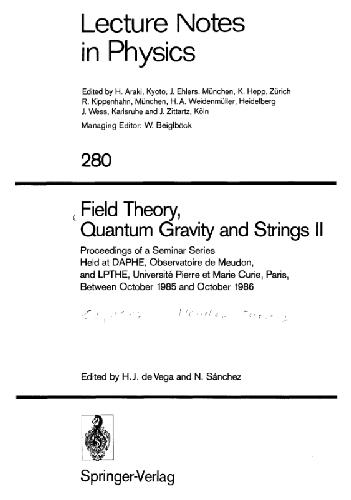 Lecture Notes
in Physics
Edited by H. Araki, Kyoto, J. Ehlers, München, K. Hepp, Zürich
R. Kippenhahn, München, H.A. Weidenmüller, Heidelberg
J. Wess, Karlsruhe and J. Zittartz, Köln
Managing Editor: W. Beiglböck
280
Field Theory,
Quantum Gravity and Strings II
Proceedings of a Seminar Series
Held at DAPHE, Observatoire de Meudon,
and LPTHE, Université Pierre et Marie Curie, Paris,
Between October 1985 and October 1986
Edited by H.J. de Vega and N. Sánchez
Springer-Verlag